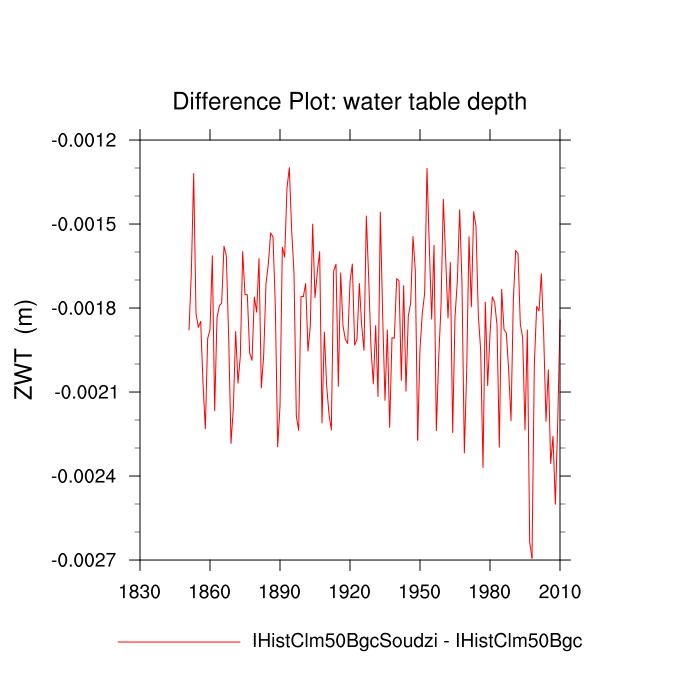 Difference Plot: water table depth
-0.0012
-0.0015
-0.0018
-0.0021
-0.0024
-0.0027
ZWT (m)
1830 1860 1890 1920 1950 1980 2010
IHistClm50BgcSoudzi - IHistClm50Bgc